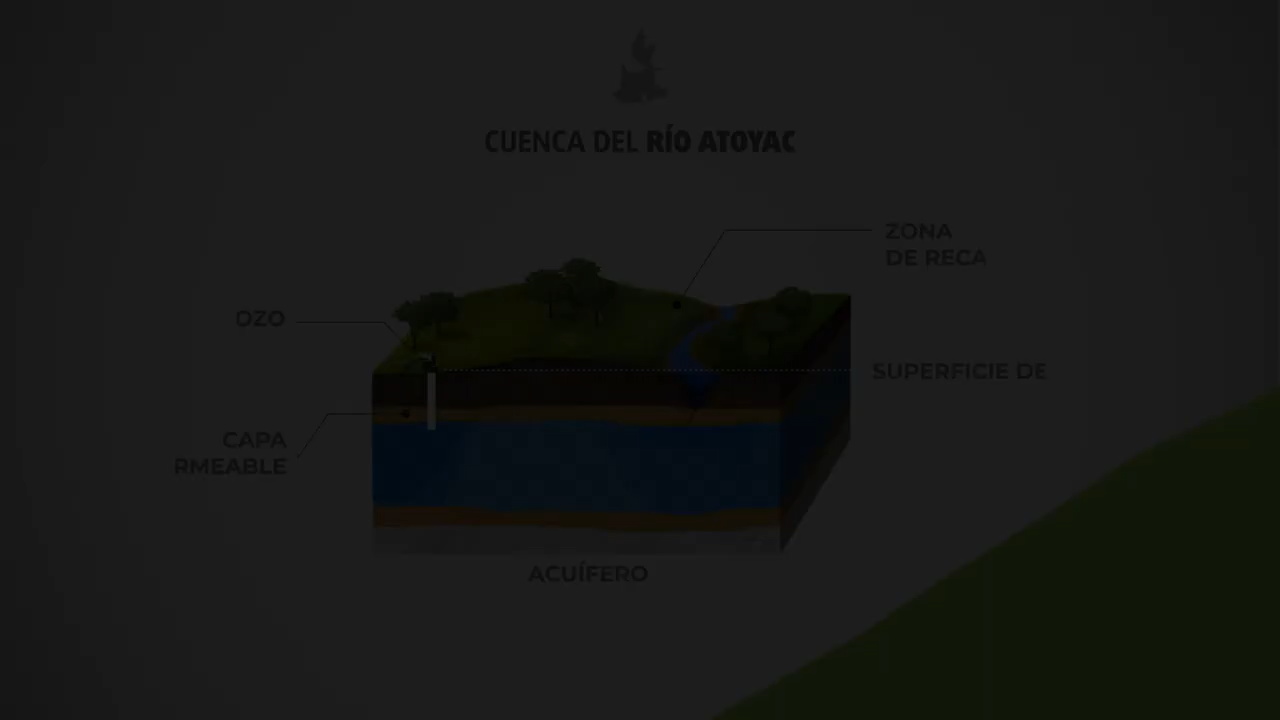 CUENCA DEL RÍO ATOYAC
ZONA
DE RECA
OZO
SUPERFICIE DE
CAPA
RMEABLE
ACUÍFERO